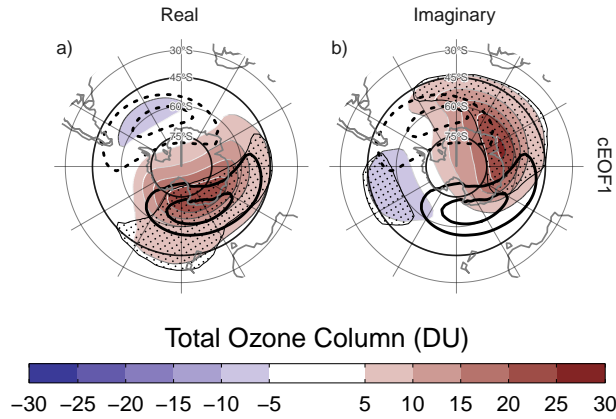 Real
Imaginary
a)
b)
30°S
45°S
60°S
75°S
30°S
45°S
60°S
75°S
cEOF1
Total Ozone Column (DU)
−30 −25 −20 −15 −10 −5 5 10 15 20 25 30